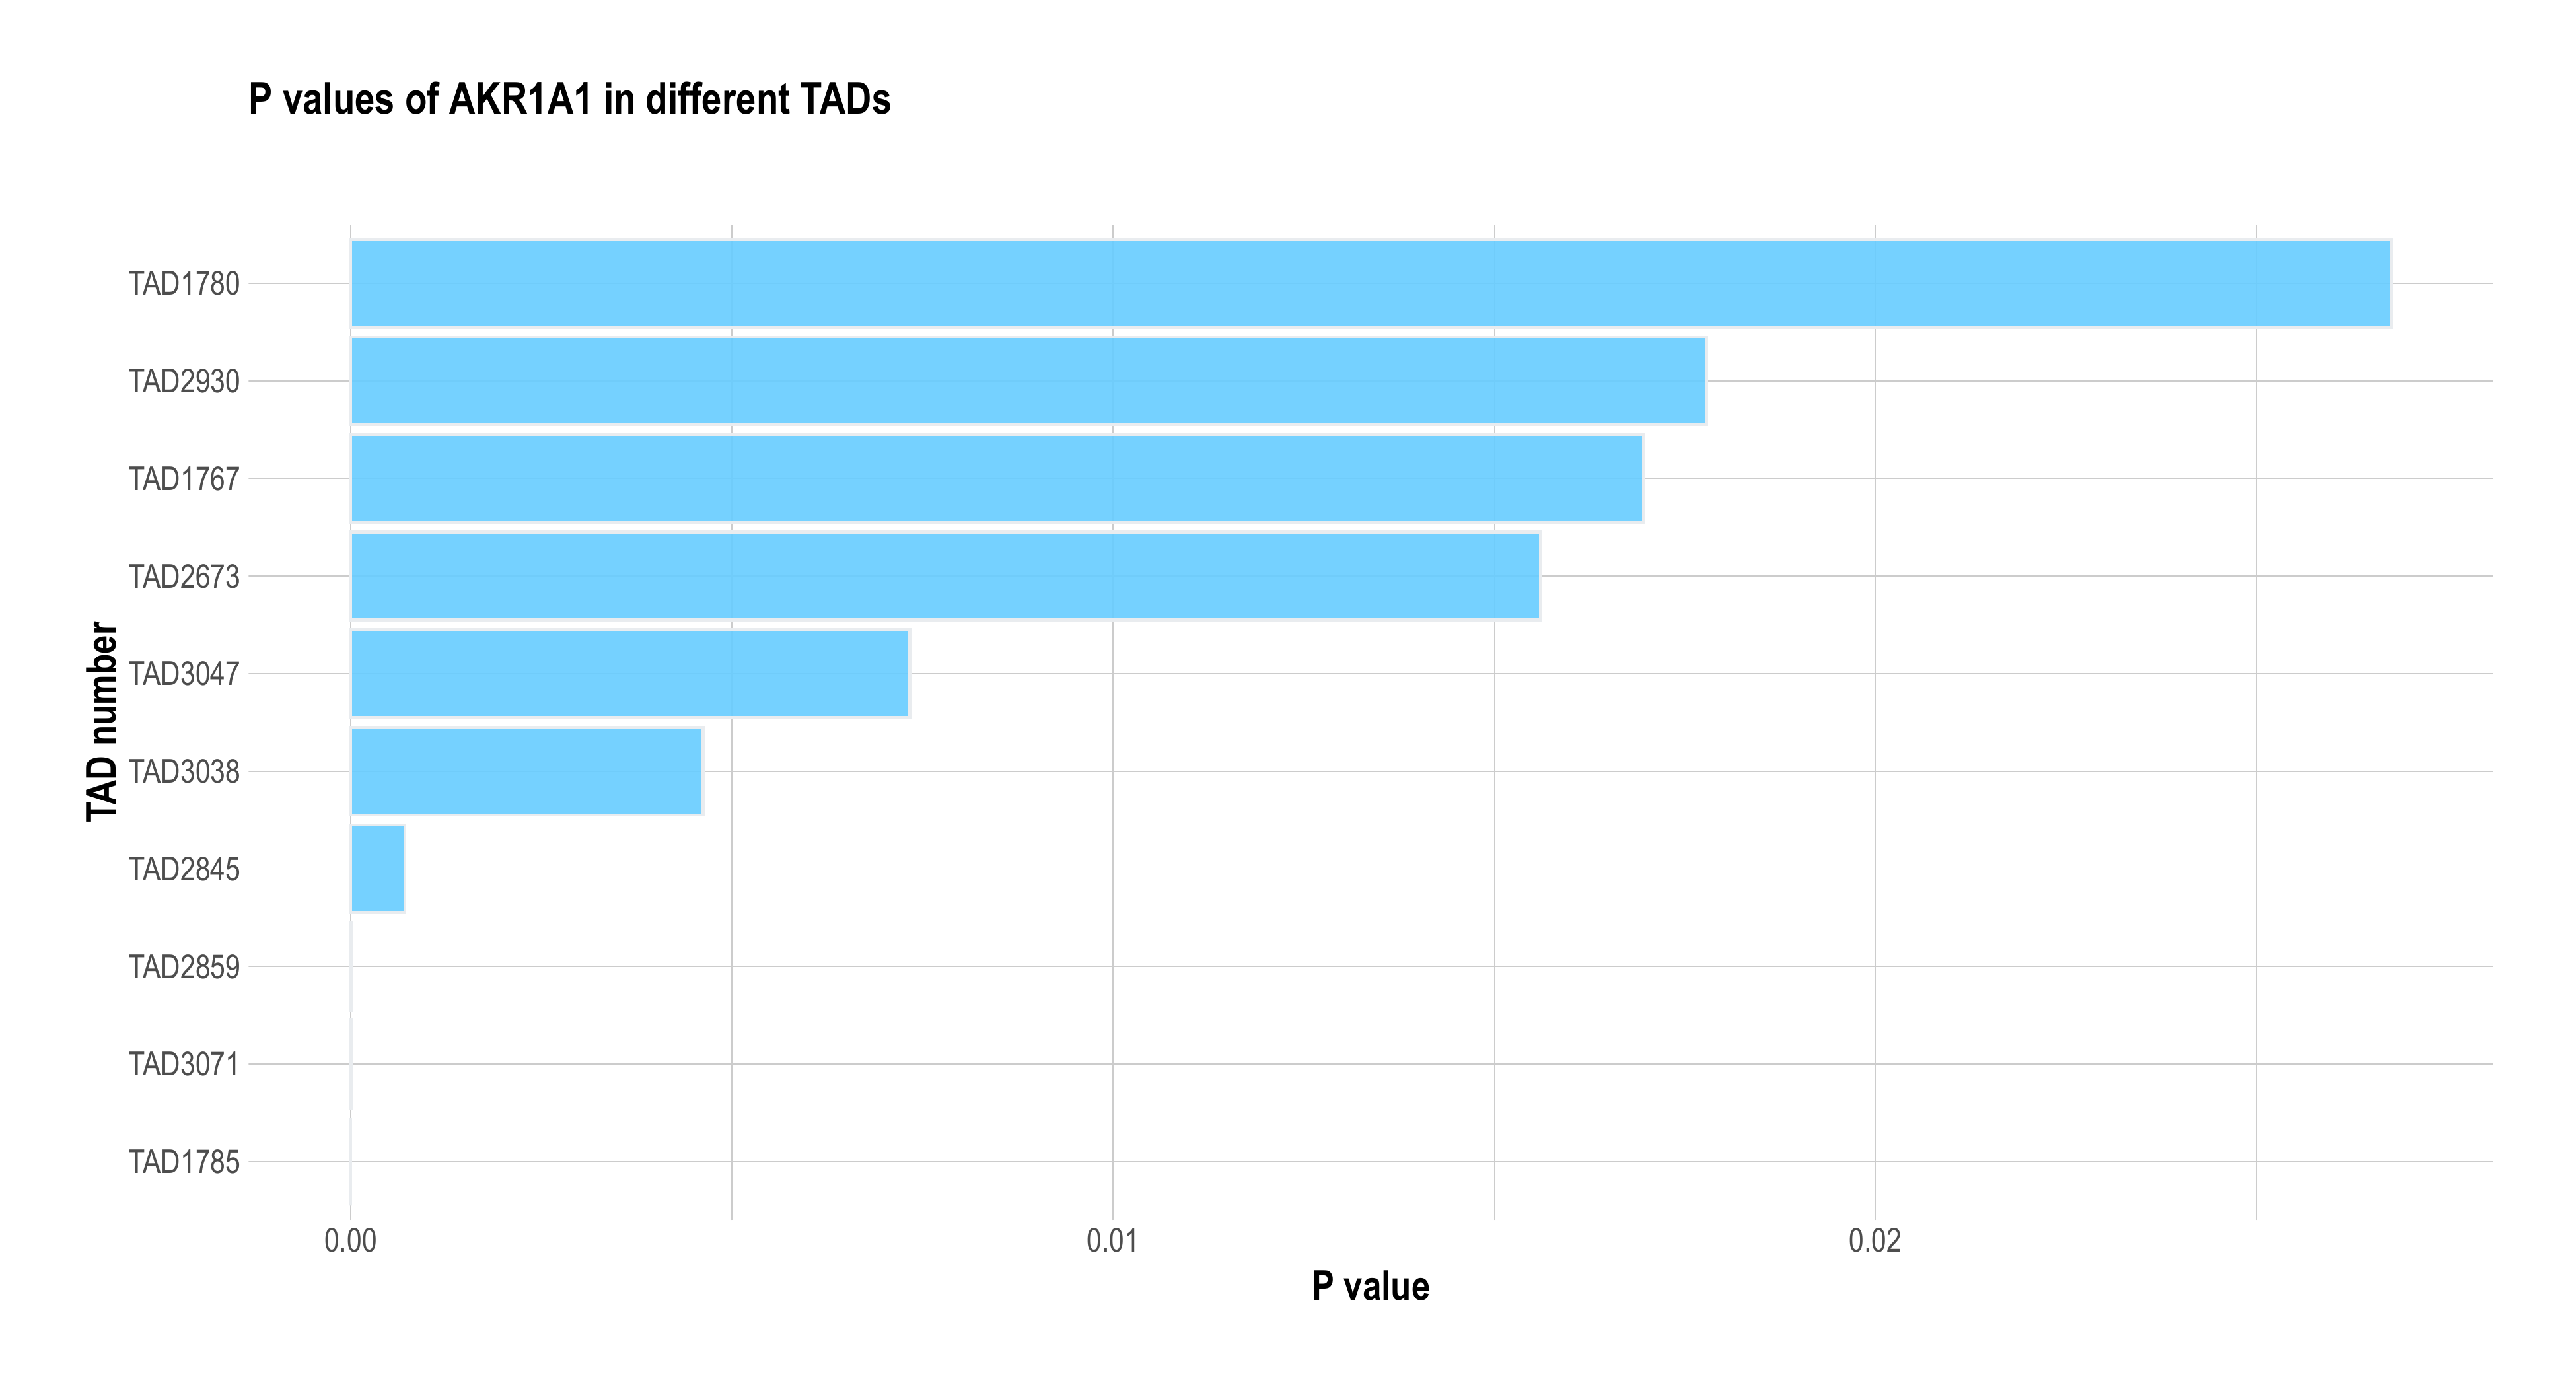 P values of AKR1A1 in different TADs
TAD number
TAD1780
TAD2930
TAD1767
TAD2673
TAD3047
TAD3038
TAD2845
TAD2859
TAD3071
TAD1785
0.00 0.01 0.02
P value